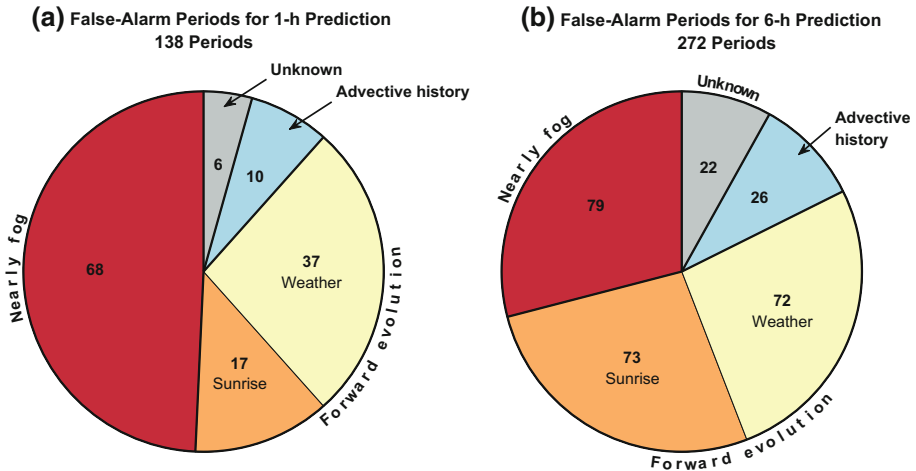 (a) False-Alarm Periods for 1-h Prediction
138 Periods
Unknown
Advective history
6
10
37
Weather
17
Sunrise
68
Nearly fog
Forward evolution
(b) False-Alarm Periods for 6-h Prediction
272 Periods
Unknown
Advective
history
22
26
72
Weather
73
Sunrise
79
Nearly fog
Forward evolution